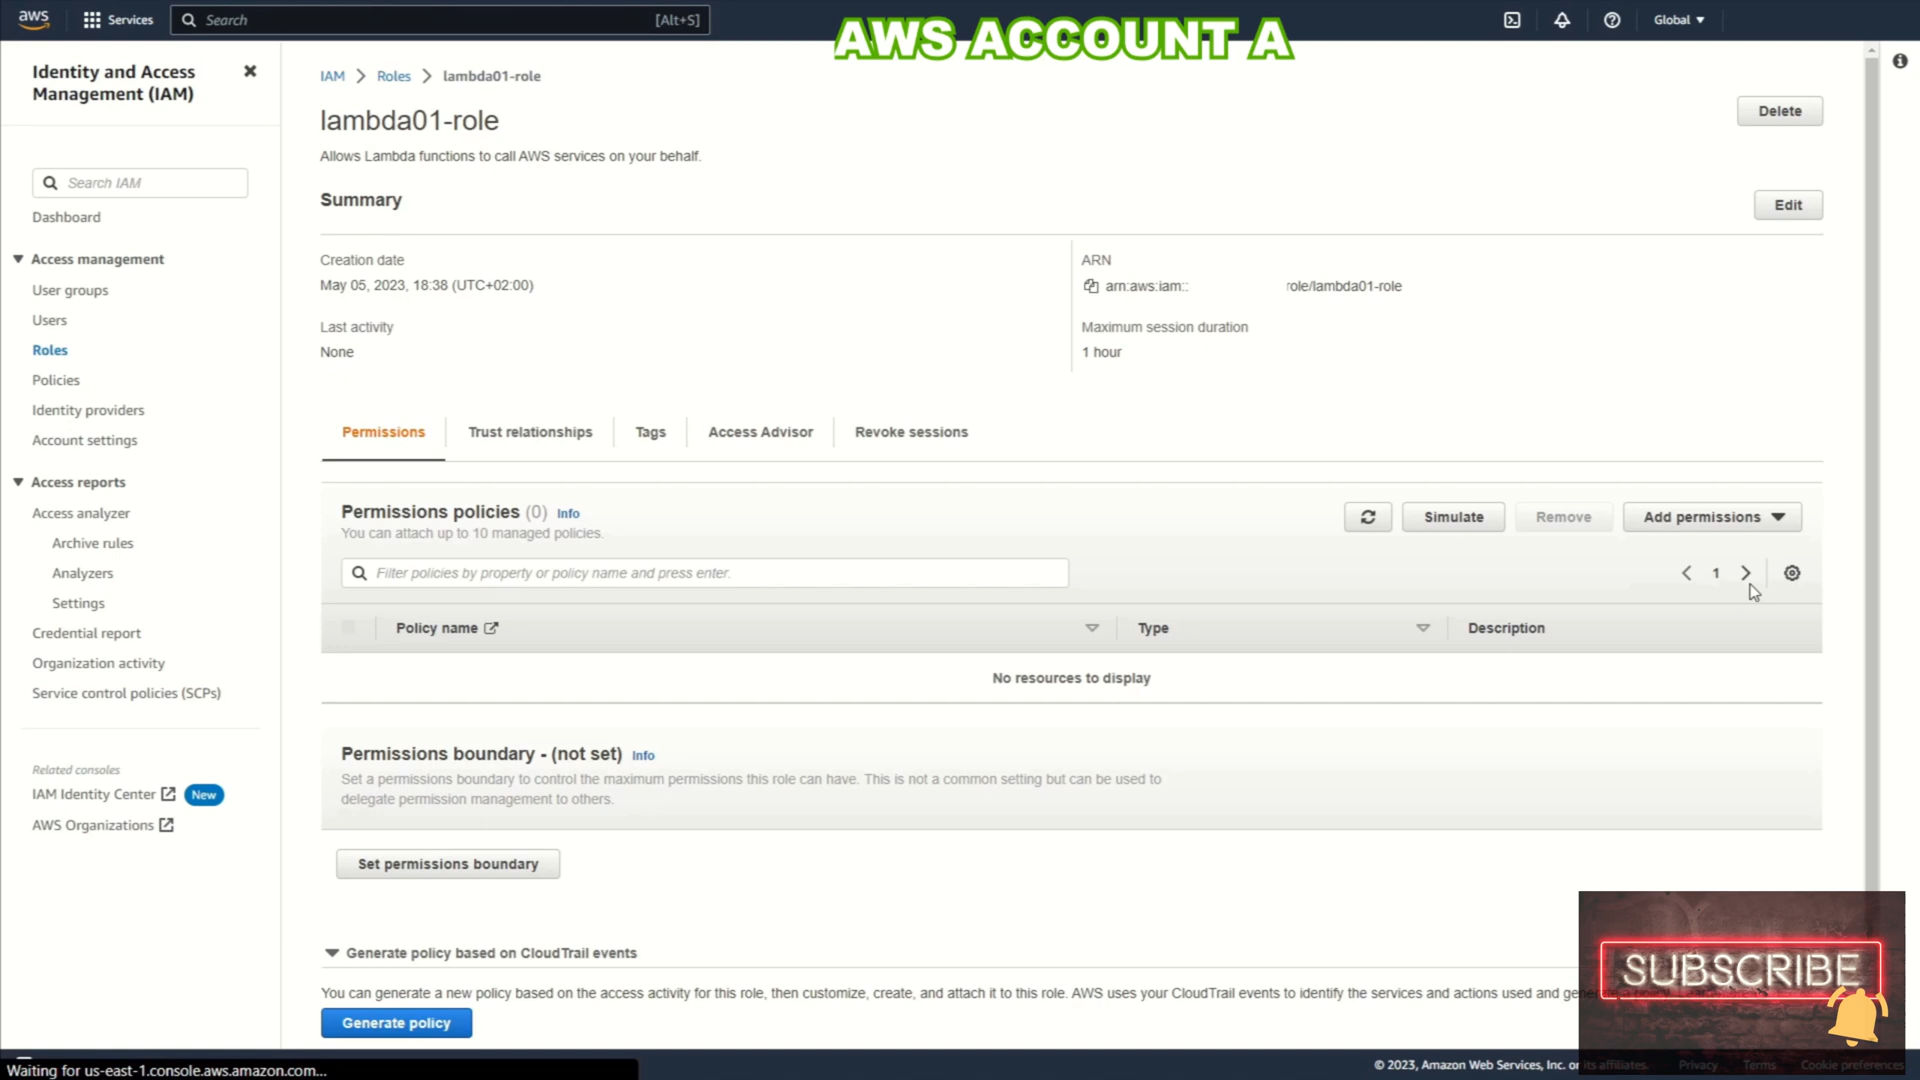 aws
Services
Search
[Alt+S]
AWS ACCOUNT A
Global
Identity and Access
Management (IAM)
Search IAM
Dashboard
Access management
User groups
Users
Roles
Policies
Identity providers
Account settings
Access reports
Access analyzer
Archive rules
Analyzers
Settings
Credential report
Organization activity
Service control policies (SCPs)
Related consoles
IAM Identity Center
New
AWS Organizations
IAM
Roles
lambda01-role
lambda01-role
Delete
Allows Lambda functions to call AWS services on your behalf.
Summary
Edit
Creation date
May 05, 2023, 18:38 (UTC+02:00)
ARN
arn:aws:iam::
role/lambda01-role
Last activity
None
Maximum session duration
1 hour
Permissions
Trust relationships
Tags
Access Advisor
Revoke sessions
Permissions policies (0)
Info
You can attach up to 10 managed policies.
Simulate
Remove
Add permissions
Filter policies by property or policy name and press enter.
1
Policy name
Type
Description
No resources to display
Permissions boundary - (not set)
Info
Set a permissions boundary to control the maximum permissions this role can have. This is not a common setting but can be used to
delegate permission management to others.
Set permissions boundary
Generate policy based on CloudTrail events
You can generate a new policy based on the access activity for this role, then customize, create, and attach it to this role. AWS uses your CloudTrail events to identify the services and actions used and
Generate policy
SUBSCRIBE
Waiting for us-east-1.console.aws.amazon.com...
© 2023, Amazon Web Services, Inc. or its affiliates.
Privacy
Terms
Cookie preferences